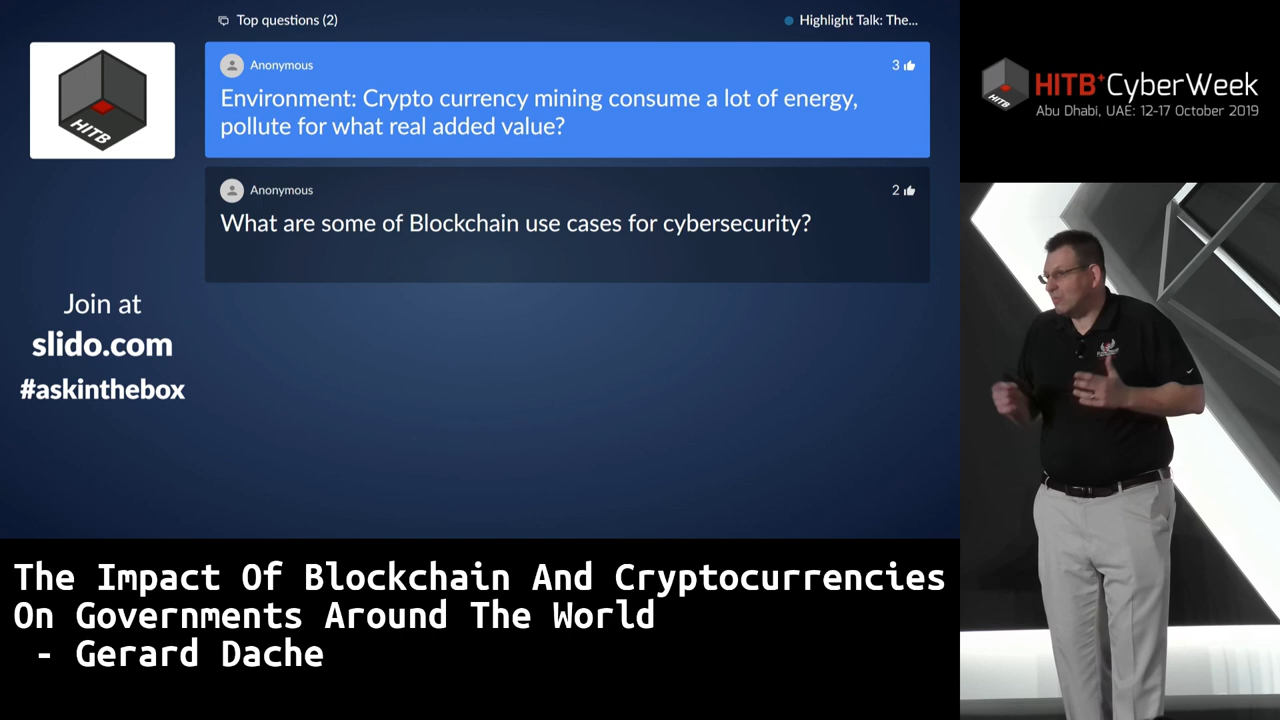 Top questions (2)
Highlight Talk: The...
Anonymous
3
Environment: Crypto currency mining consume a lot of energy,
pollute for what real added value?
Anonymous
2
What are some of Blockchain use cases for cybersecurity?
HITB
Join at
slido.com
#askinthebox
HITB
HITB+CyberWeek
Abu Dhabi, UAE: 12-17 October 2019
The Impact Of Blockchain And Cryptocurrencies
On Governments Around The World
- Gerard Dache